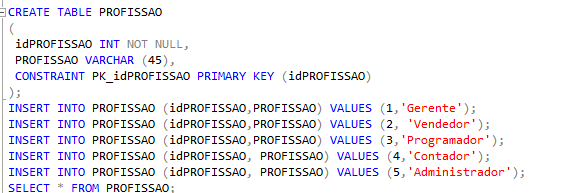 CREATE TABLE PROFISSAO
(
idPROFISSAO INT NOT NULL,
PROFISSAO VARCHAR (45),
CONSTRAINT PK_idPROFISSAO PRIMARY KEY (idPROFISSAO)
);
INSERT INTO PROFISSAO (idPROFISSAO,PROFISSAO) VALUES (1,'Gerente');
INSERT INTO PROFISSAO (idPROFISSAO,PROFISSAO) VALUES (2, 'Vendedor');
INSERT INTO PROFISSAO (idPROFISSAO,PROFISSAO) VALUES (3,'Programador');
INSERT INTO PROFISSAO (idPROFISSAO, PROFISSAO) VALUES (4,'Contador');
INSERT INTO PROFISSAO (idPROFISSAO, PROFISSAO) VALUES (5,'Administrador');
SELECT * FROM PROFISSAO;